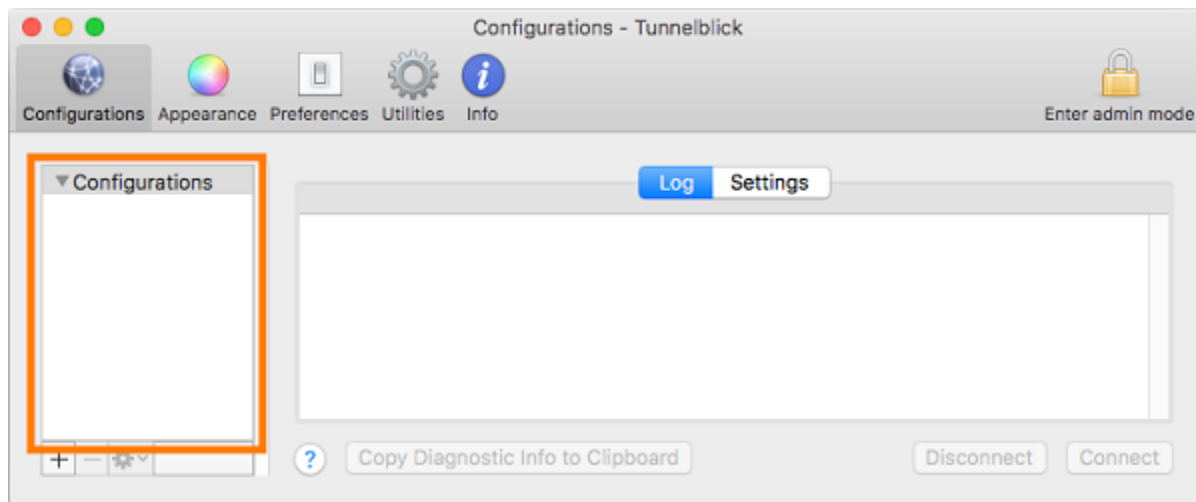 Configurations - Tunnelblick
Configurations Appearance Preferences Utilities Info Enter admin mode
Configurations
Log Settings
? Copy Diagnostic Info to Clipboard Disconnect Connect